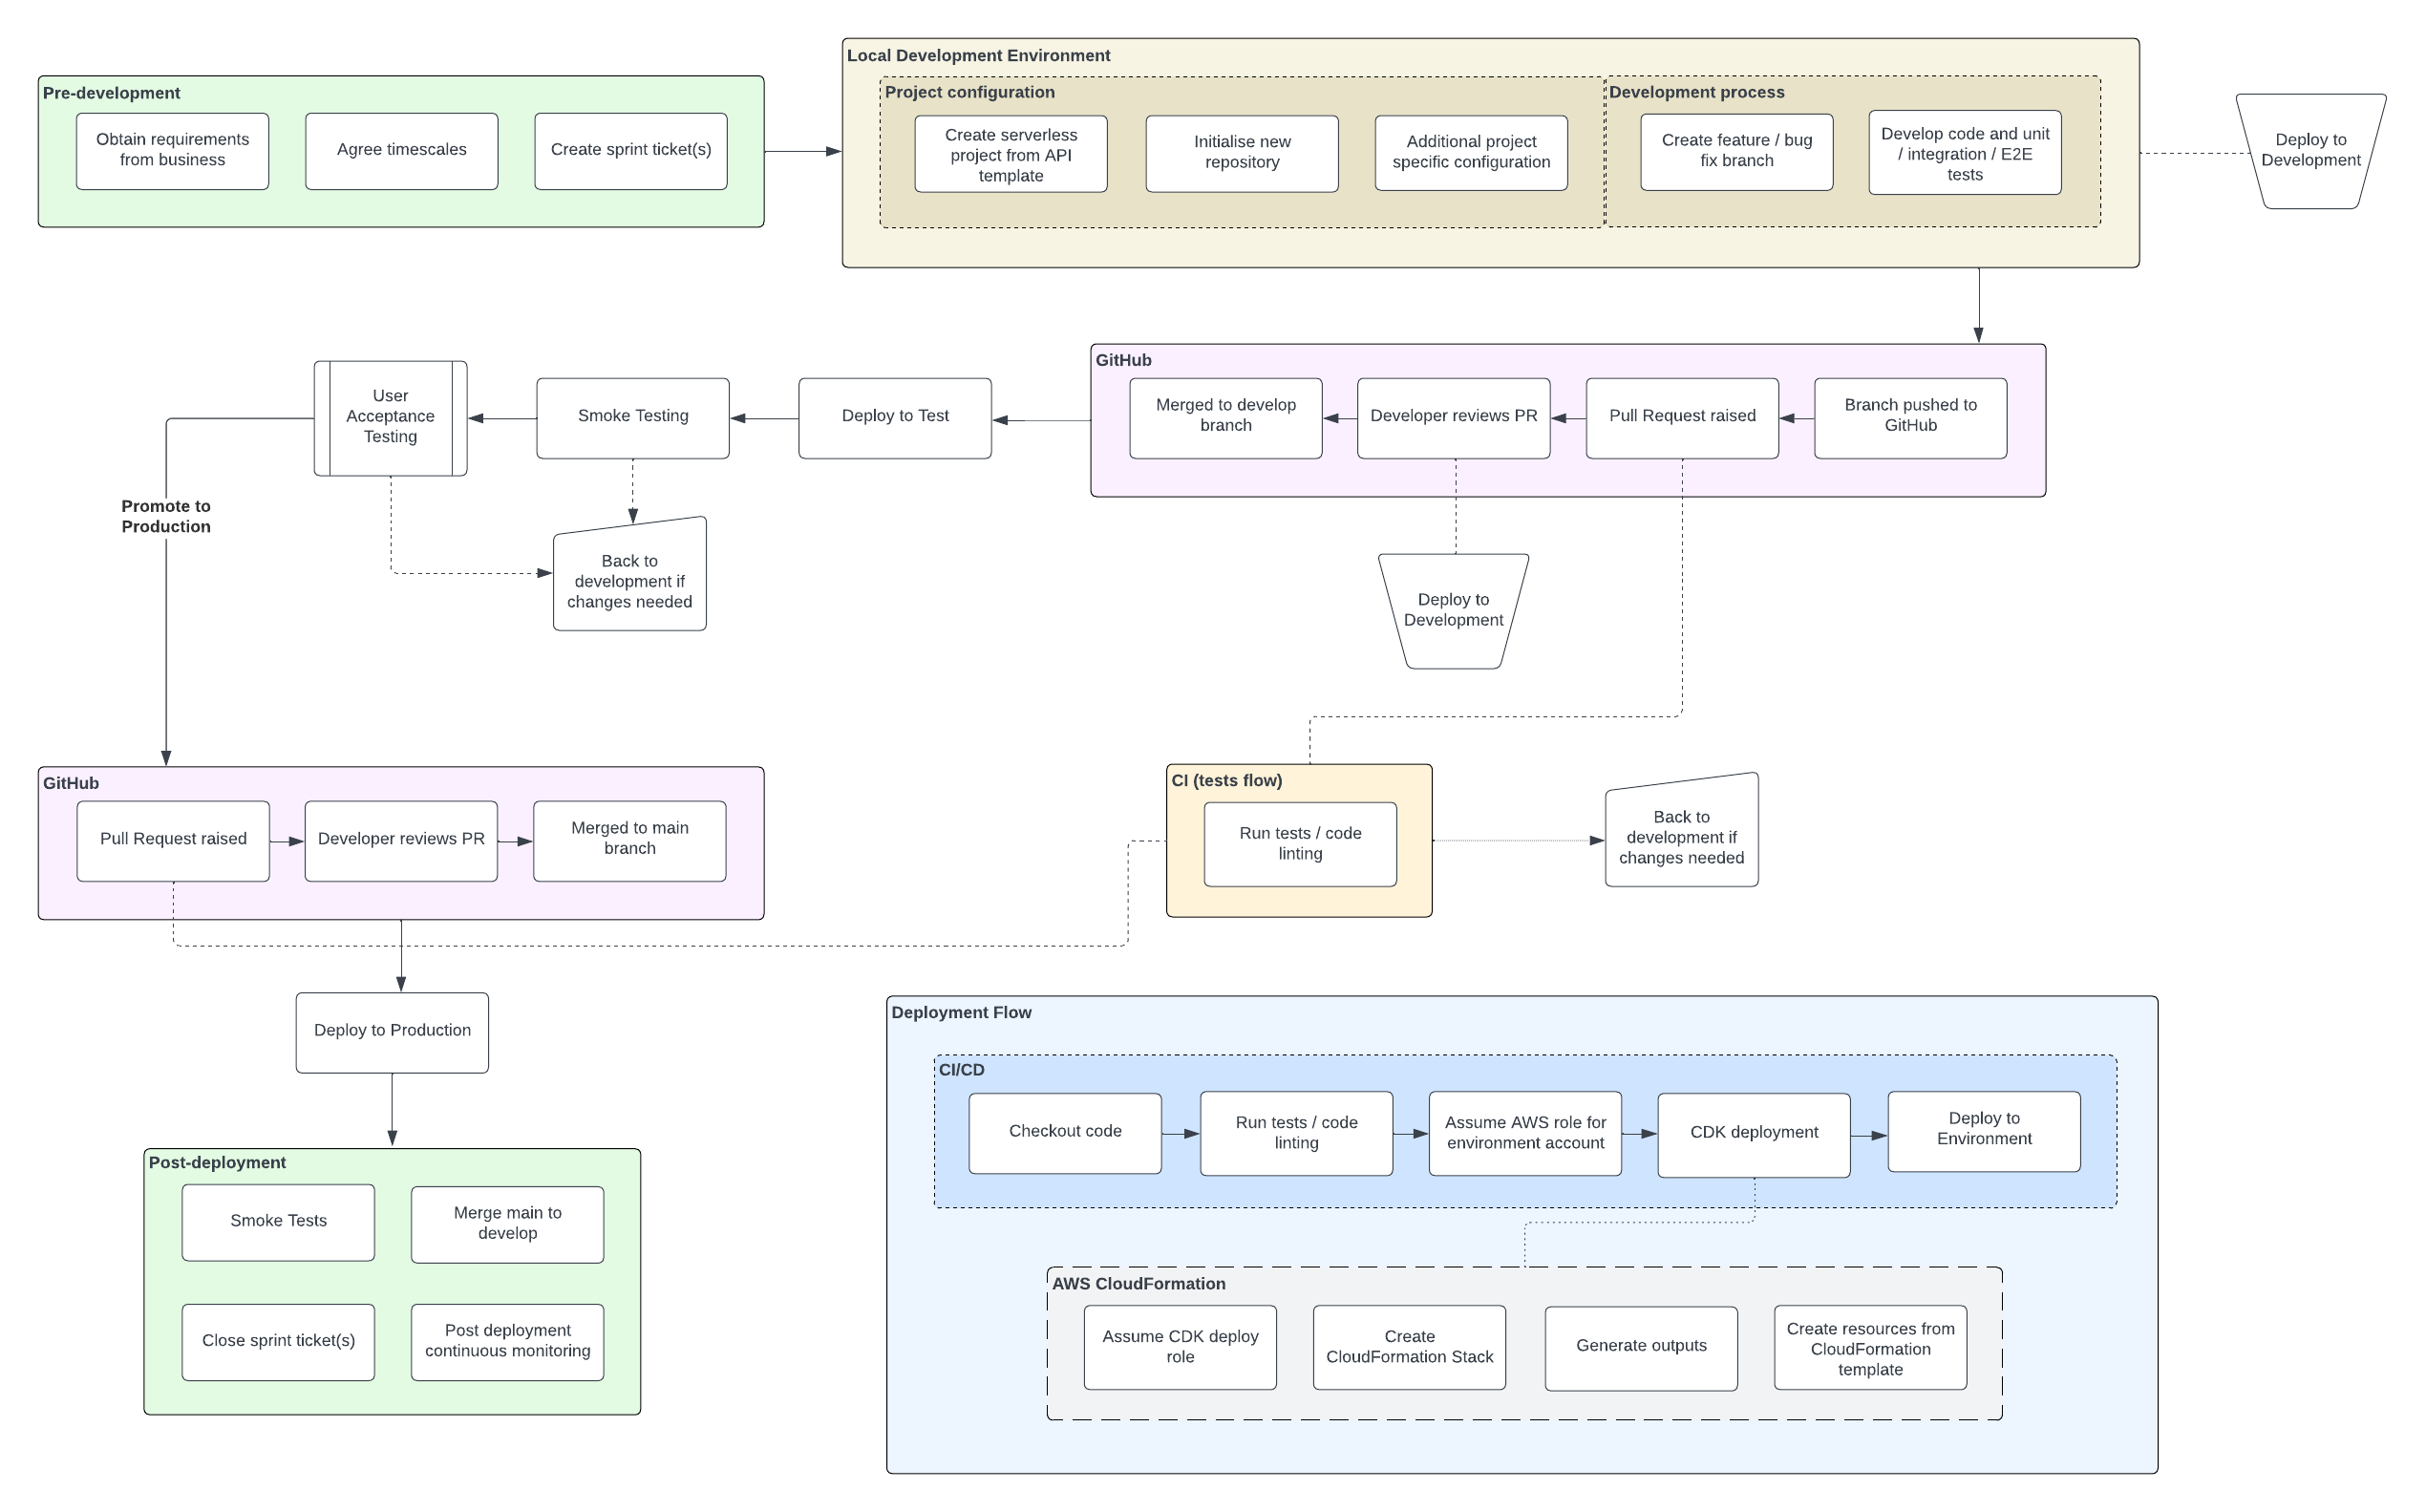 Pre-development
Obtain requirements
from business
Agree timescales
Create sprint ticket(s)
Local Development Environment
Project configuration
Create serverless
project from API
template
Initialise new
repository
Additional project
specific configuration
Development process
Create feature / bug
fix branch
Develop code and unit
/ integration / E2E
tests
Deploy to
Development
GitHub
Branch pushed to
GitHub
Pull Request raised
Developer reviews PR
Merged to develop
branch
Deploy to Test
Smoke Testing
User
Acceptance
Testing
Back to
development if
changes needed
Deploy to
Development
Promote to
Production
GitHub
Pull Request raised
Developer reviews PR
Merged to main
branch
CI (tests flow)
Run tests / code
linting
Back to
development if
changes needed
Deploy to Production
Post-deployment
Smoke Tests
Merge main to
develop
Close sprint ticket(s)
Post deployment
continuous monitoring
Deployment Flow
CI/CD
Checkout code
Run tests / code
linting
Assume AWS role for
environment account
CDK deployment
Deploy to
Environment
AWS CloudFormation
Assume CDK deploy
role
Create
CloudFormation Stack
Generate outputs
Create resources from
CloudFormation
template